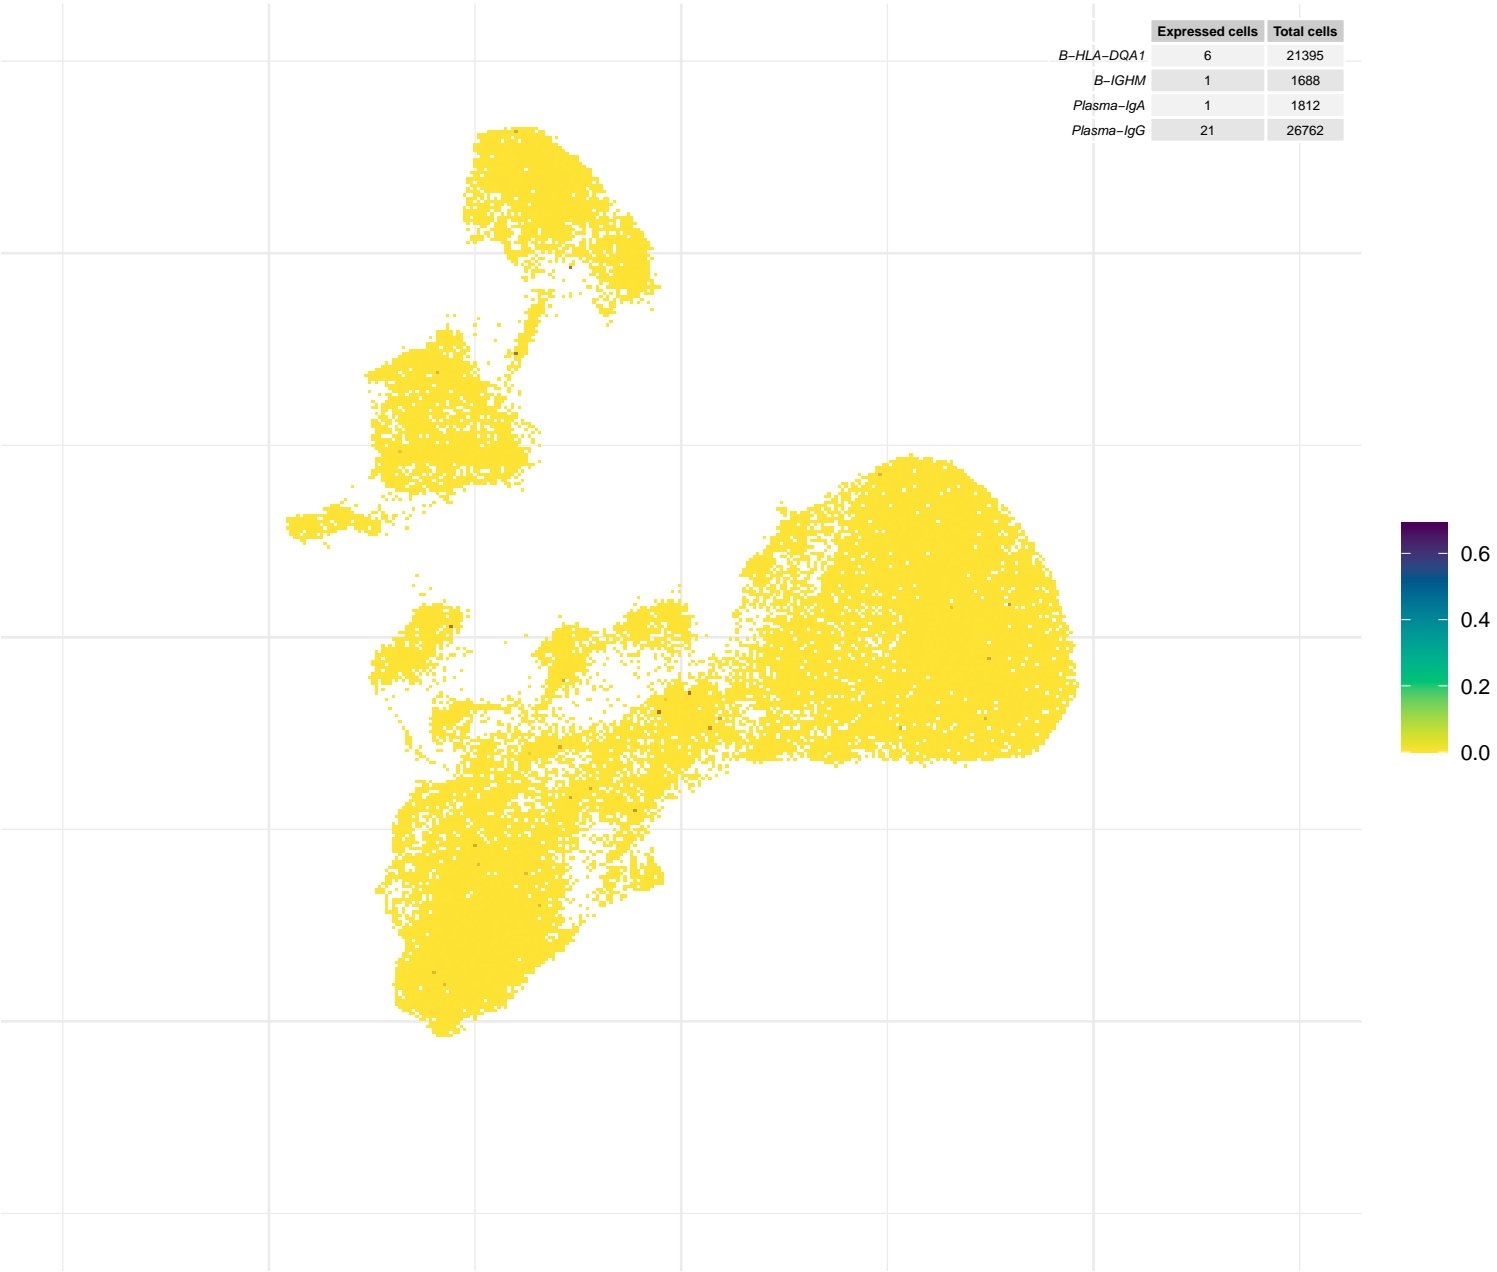 Expressed cells Total cells
B−HLA−DQA1 6 21395
B−IGHM 1 1688
Plasma−IgA 1 1812
Plasma−IgG 21 26762
0.6
0.4
0.2
0.0